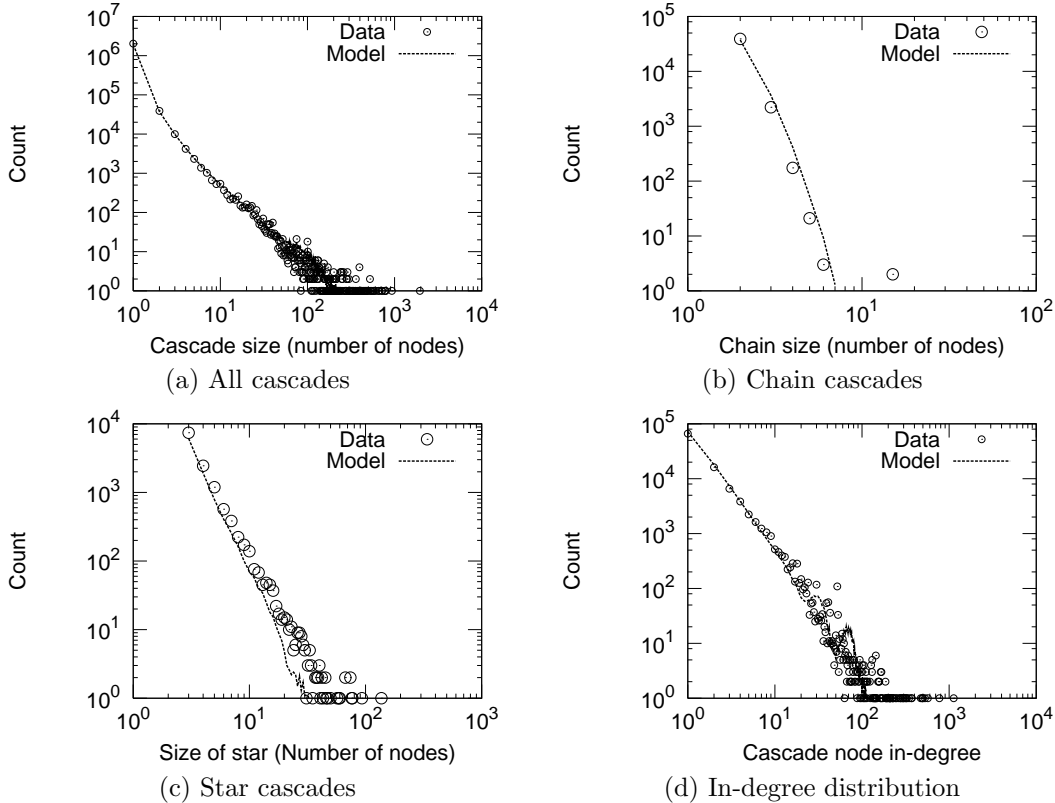 10^7
10^6
10^5
10^4
10^3
10^2
10^1
10^0
10^0 10^1 10^2 10^3 10^4
Count
Cascade size (number of nodes)
Data
Model
(a) All cascades
10^5
10^4
10^3
10^2
10^1
10^0
10^0 10^1 10^2
Count
Chain size (number of nodes)
Data
Model
(b) Chain cascades
10^4
10^3
10^2
10^1
10^0
10^0 10^1 10^2 10^3
Count
Size of star (Number of nodes)
Data
Model
(c) Star cascades
10^5
10^4
10^3
10^2
10^1
10^0
10^0 10^1 10^2 10^3 10^4
Count
Cascade node in-degree
Data
Model
(d) In-degree distribution